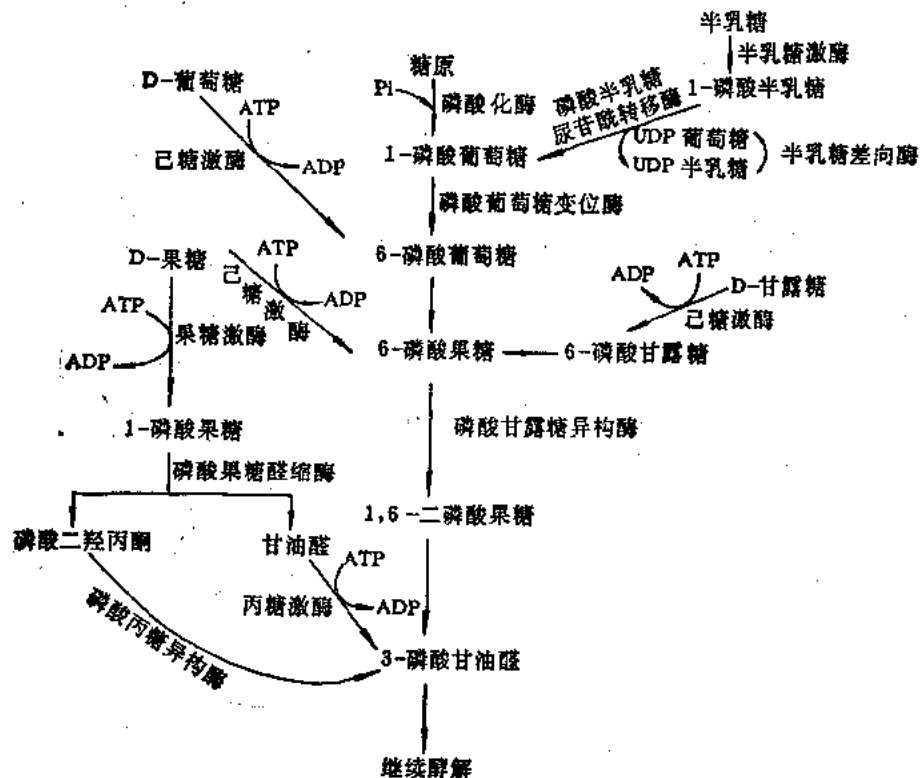 半乳糖
半乳糖激酶
糖原
D-葡萄糖
Pi
磷酸化酶
磷酸半乳糖
尿苷酰转移酶
1-磷酸半乳糖
ATP
己糖激酶
ADP
1-磷酸葡萄糖
UDP 葡萄糖
UDP 半乳糖
半乳糖差向酶
磷酸葡萄糖变位酶
D-果糖
ATP
己糖激酶
ADP
6-磷酸葡萄糖
ADP
ATP
D-甘露糖
己糖激酶
ATP
果糖激酶
ADP
6-磷酸果糖
6-磷酸甘露糖
1-磷酸果糖
磷酸甘露糖异构酶
磷酸果糖醛缩酶
1,6-二磷酸果糖
磷酸二羟丙酮
甘油醛
ATP
丙糖激酶
ADP
磷酸丙糖异构酶
3-磷酸甘油醛
继续酵解